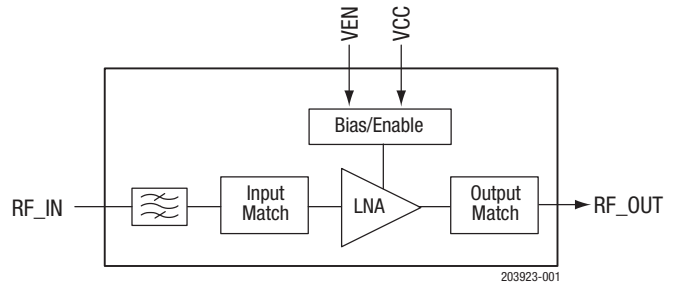 VEN
VCC
Bias/Enable
RF_IN
Input
Match
LNA
Output
Match
RF_OUT
203923-001